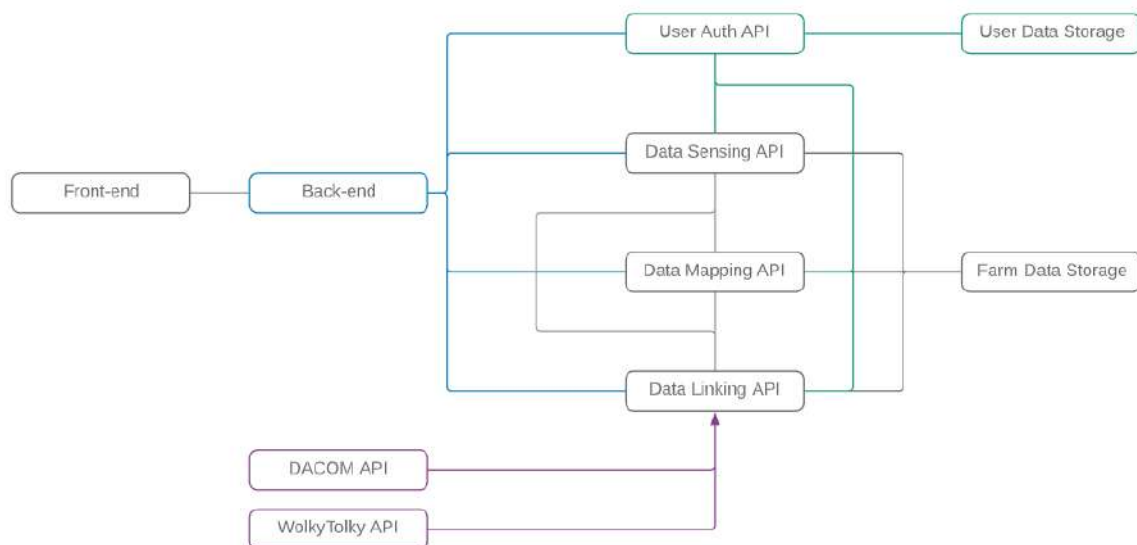 User Auth API
User Data Storage
Data Sensing API
Front-end
Back-end
Data Mapping API
Farm Data Storage
Data Linking API
DACOM API
WolkyTolky API